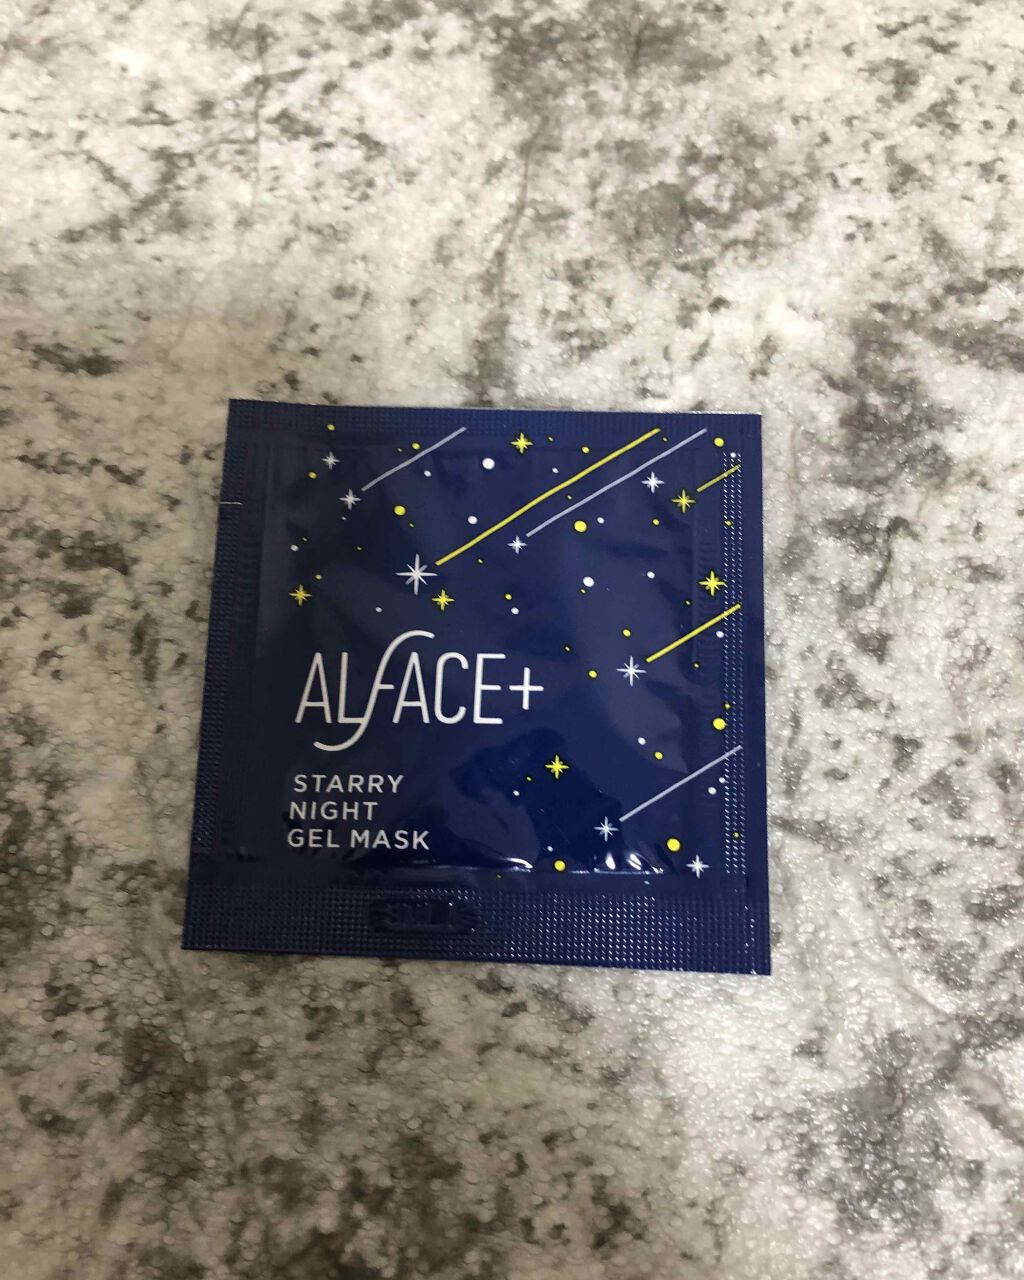 ALFACE+
STARRY
NIGHT
GEL MASK